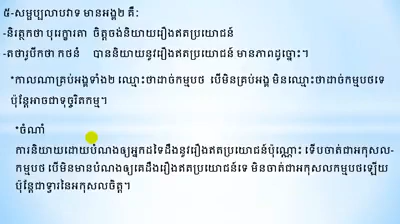 ៥-សម្ផប្បលាបវាទ មានអង្គ២ គឺ:
-និរត្ថកថា បុរេក្ខារតា ចិត្តចង់និយាយរឿងឥតប្រយោជន៍
-តថារូបីកថា កថនំ បាននិយាយនូវរឿងឥតប្រយោជន៍ មានភាពដូច្នោះ។
*កាលណាគ្រប់អង្គទាំង២ ឈ្មោះថាដាច់កម្មបថ បើមិនគ្រប់អង្គ មិនឈ្មោះថាដាច់កម្មបថទេ
ប៉ុន្តែអាចជាទុច្ចរិតកម្ម។
*ចំណាំ
ការនិយាយដោយបំណងឲ្យអ្នកដទៃដឹងនូវរឿងឥតប្រយោជន៍ប៉ុណ្ណោះ ទើបចាត់ជាអកុសល-
កម្មបថ បើមិនមានបំណងឲ្យគេដឹងរឿងឥតប្រយោជន៍ទេ មិនចាត់ជាអកុសលកម្មបថឡើយ
ប៉ុន្តែជាទ្វារនៃអកុសលចិត្ត។